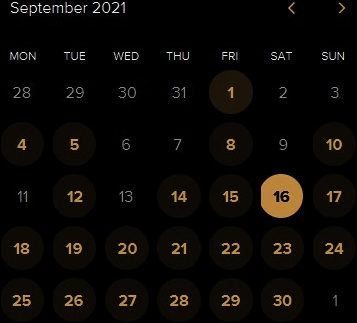 September 2021
MON TUE WED THU FRI SAT SUN
28 29 30 31 1 2 3
4 5 6 7 8 9 10
11 12 13 14 15 16 17
18 19 20 21 22 23 24
25 26 27 28 29 30 1